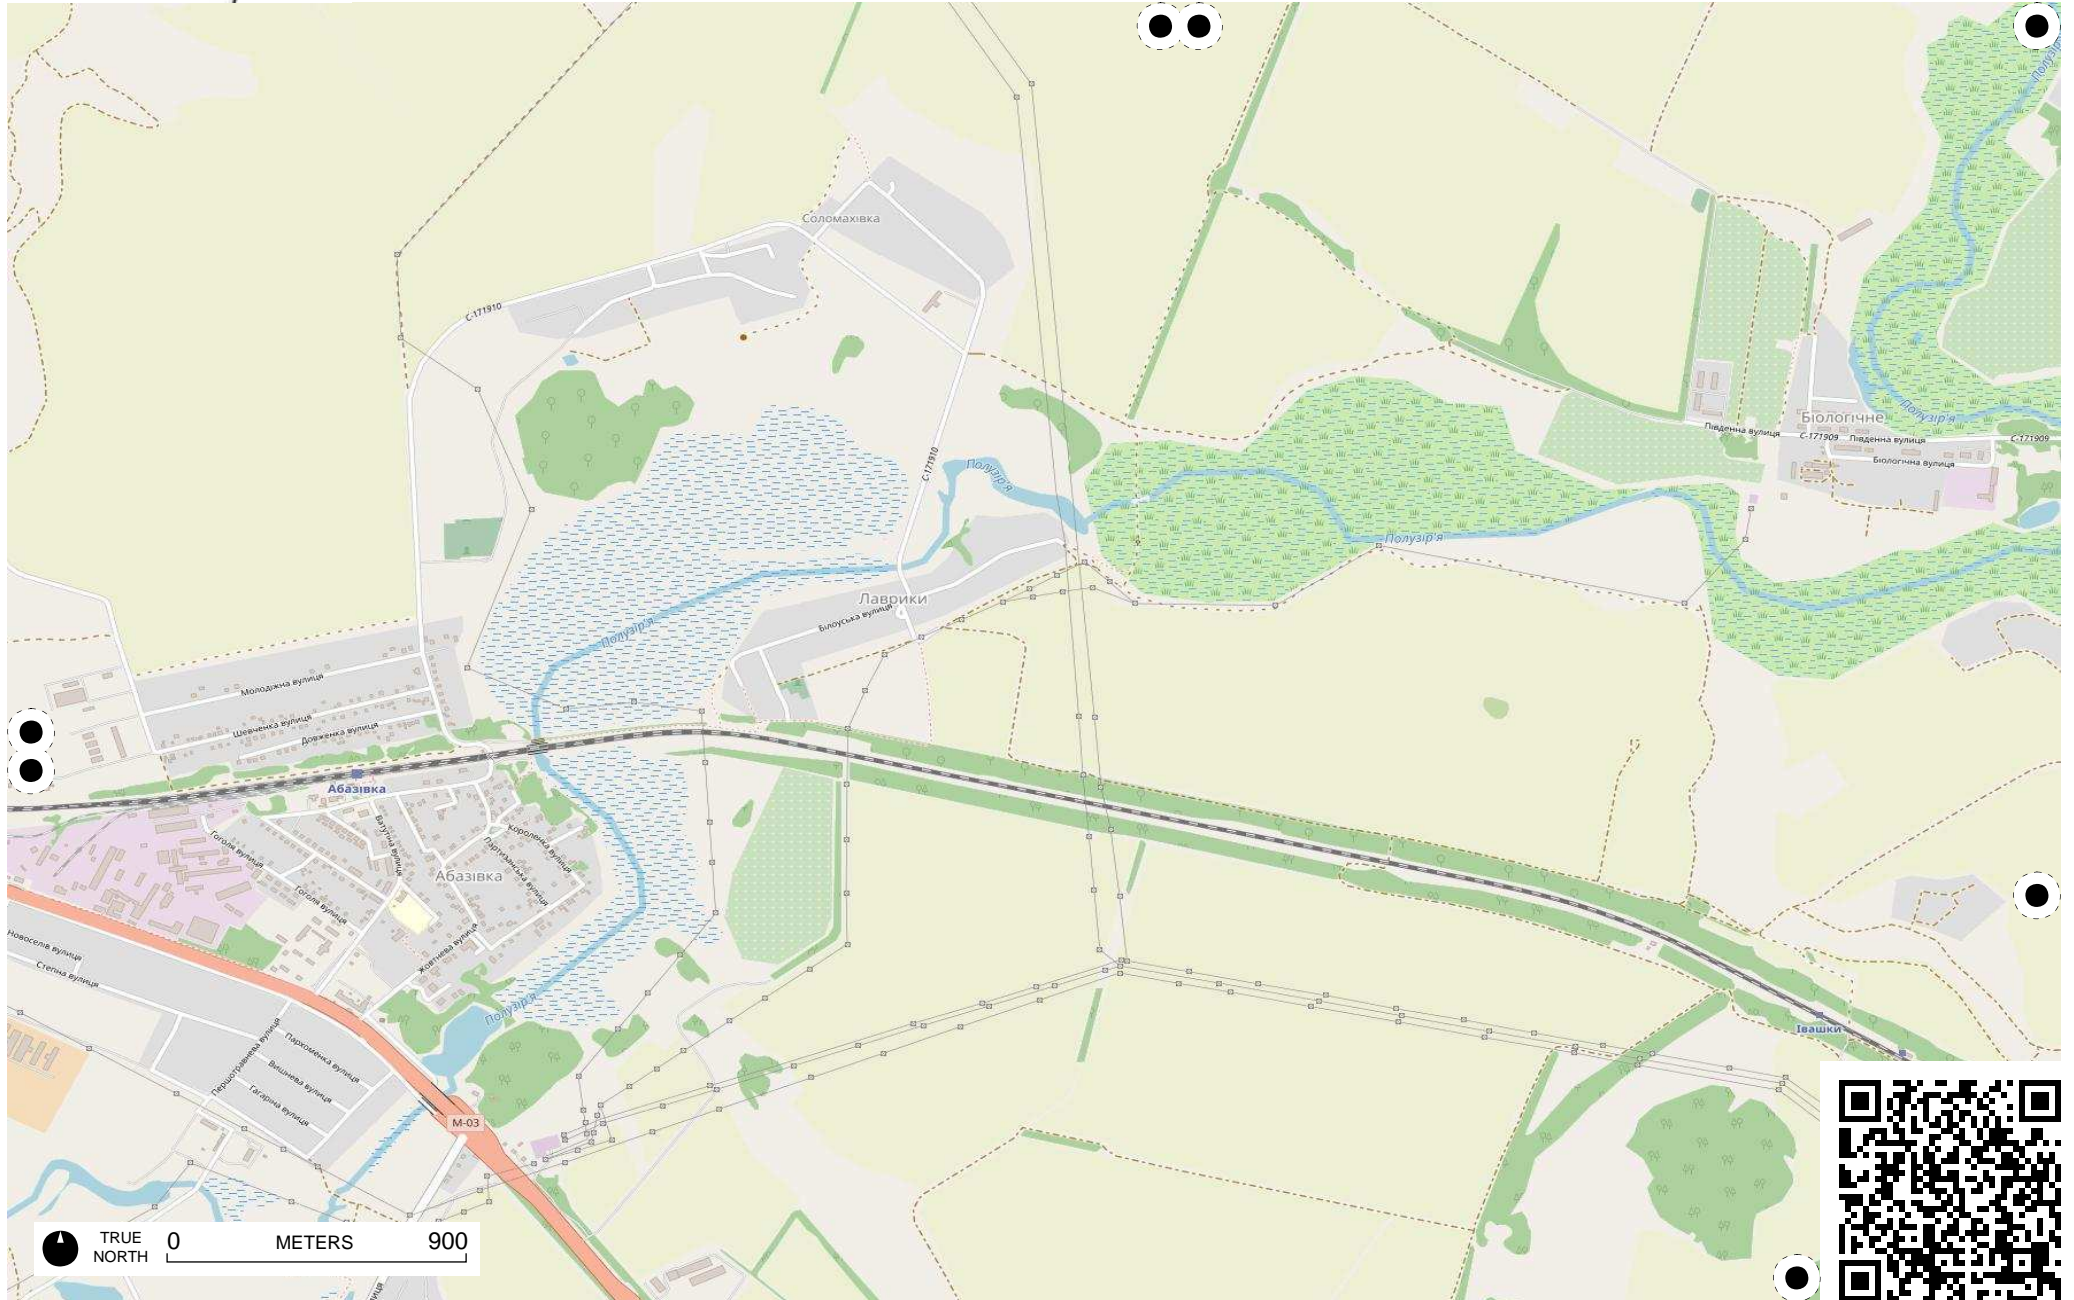 Полузір'я
Соломахівка
С-171910
Біологічне
Полузір'я
Південна вулиця
С-171909
Південна вулиця
С-171909
Біологічна вулиця
С-171910
Полузір'я
Полузір'я
Лаврики
Білоуська вулиця
Полузір'я
Молодіжна вулиця
Шевченка вулиця
Довженка вулиця
Абазівка
Ватутіна вулиця
Гоголя вулиця
Короленка вулиця
Партизанська вулиця
Абазівка
Гоголя вулиця
Жовтнева вулиця
Новоселів вулиця
Степна вулиця
Полузір'я
Івашки
Першотравнева вулиця
Пархоменка вулиця
Вишнева вулиця
Гагаріна вулиця
М-03
TRUE
NORTH
0 METERS 900